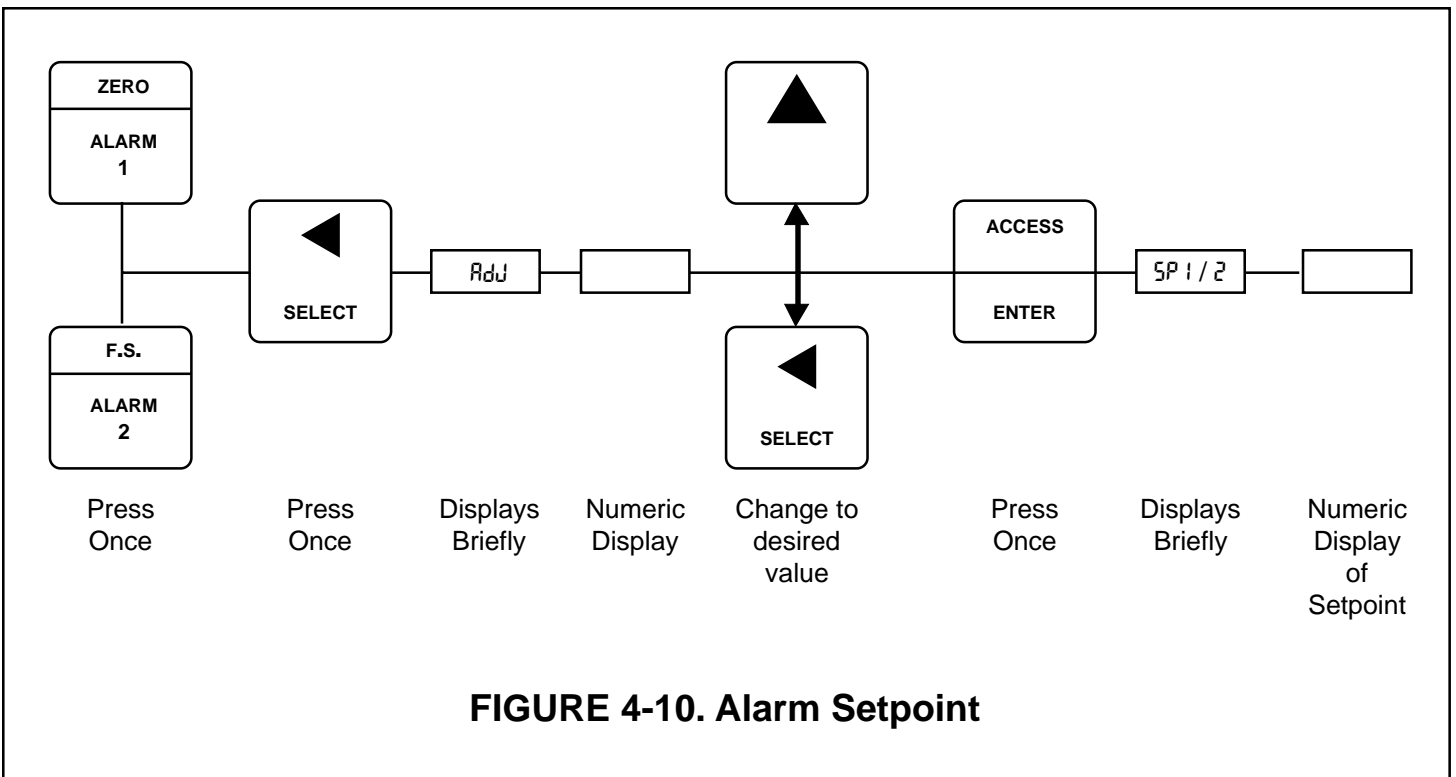 ZERO
ALARM
1
F.S.
ALARM
2
SELECT
AdJ
SELECT
ACCESS
ENTER
SP1/2
Press
Once
Press
Once
Displays
Briefly
Numeric
Display
Change to
desired
value
Press
Once
Displays
Briefly
Numeric
Display
of
Setpoint
FIGURE 4-10. Alarm Setpoint